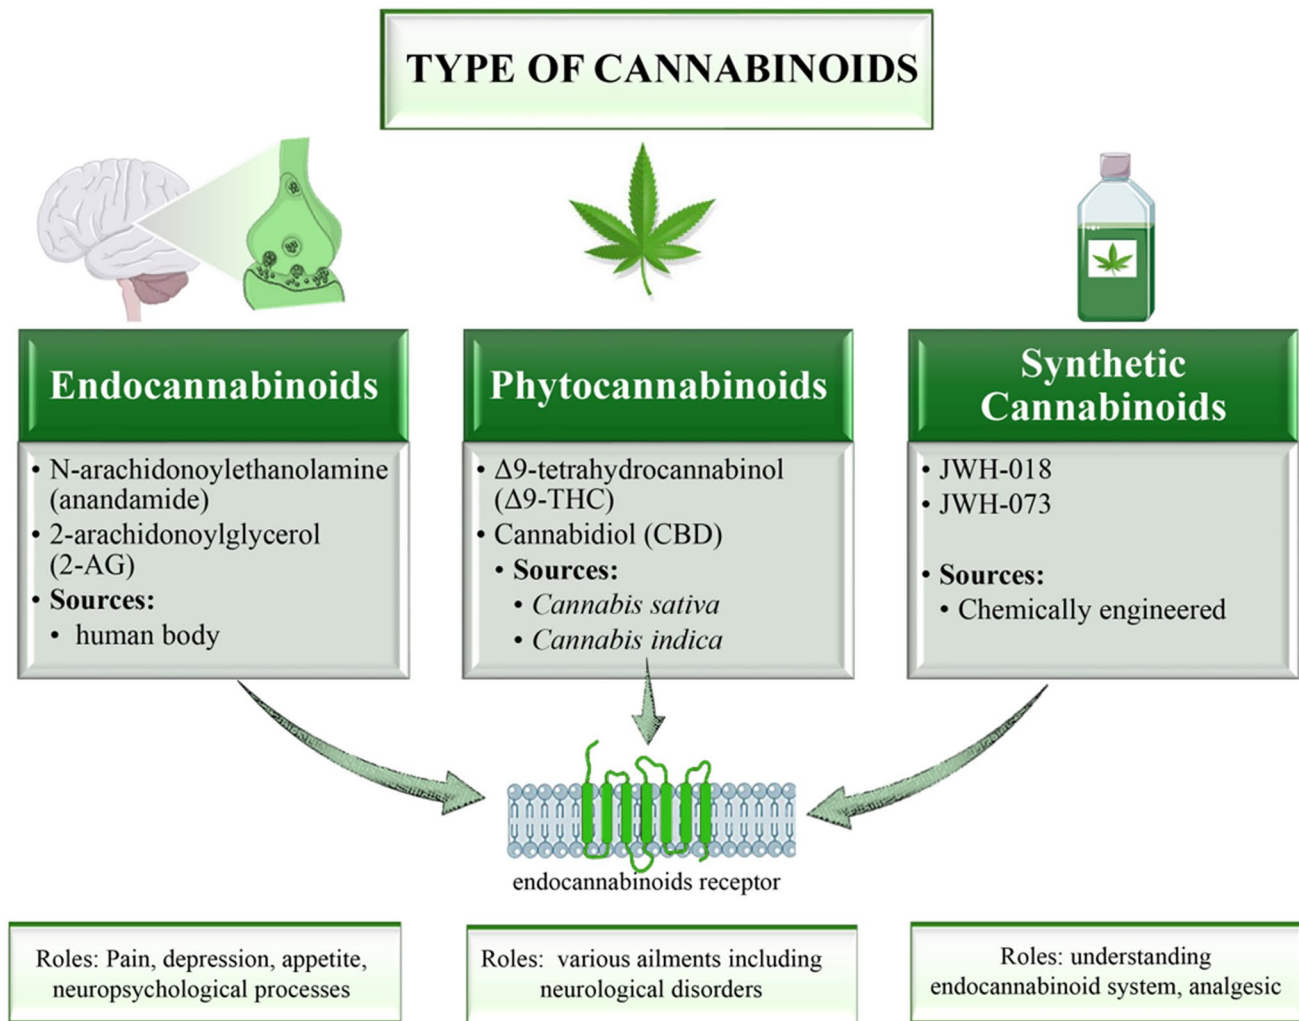 TYPE OF CANNABINOIDS
Endocannabinoids
• N-arachidonoylethanolamine
(anandamide)
• 2-arachidonoylglycerol
(2-AG)
• Sources:
• human body
Phytocannabinoids
• Δ9-tetrahydrocannabinol
(Δ9-THC)
• Cannabidiol (CBD)
• Sources:
• Cannabis sativa
• Cannabis indica
Synthetic
Cannabinoids
• JWH-018
• JWH-073
• Sources:
• Chemically engineered
endocannabinoids receptor
Roles: Pain, depression, appetite,
neuropsychological processes
Roles: various ailments including
neurological disorders
Roles: understanding
endocannabinoid system, analgesic